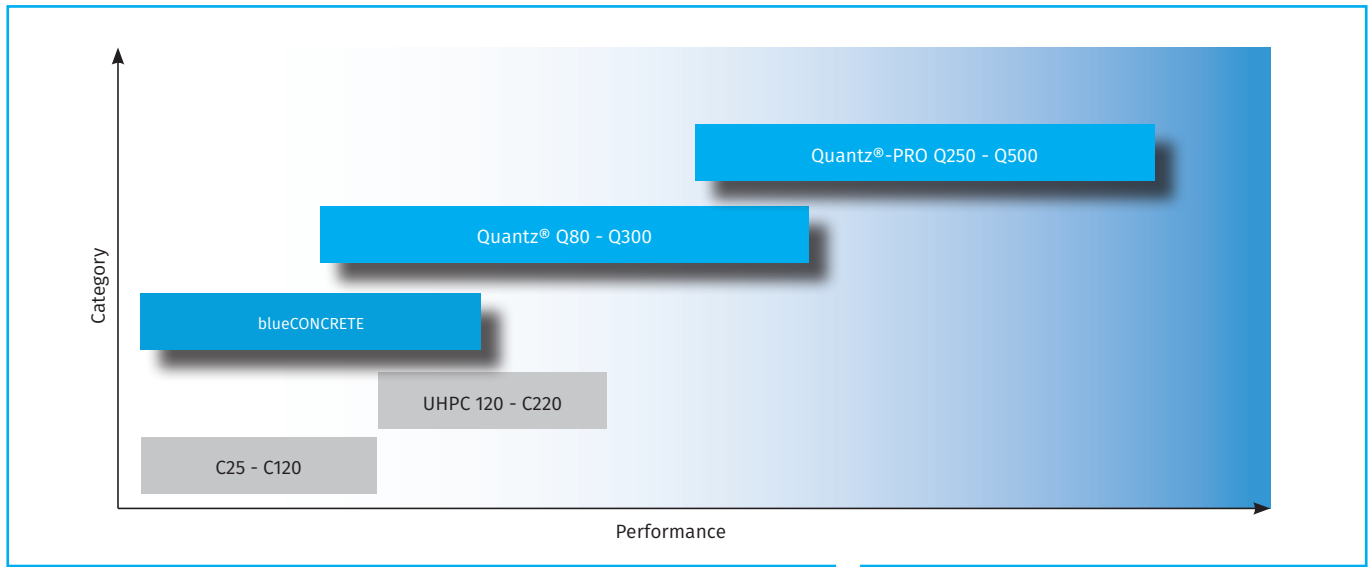 Category
Quantz®-PRO Q250 - Q500
Quantz® Q80 - Q300
blueCONCRETE
UHPC 120 - C220
C25 - C120
Performance